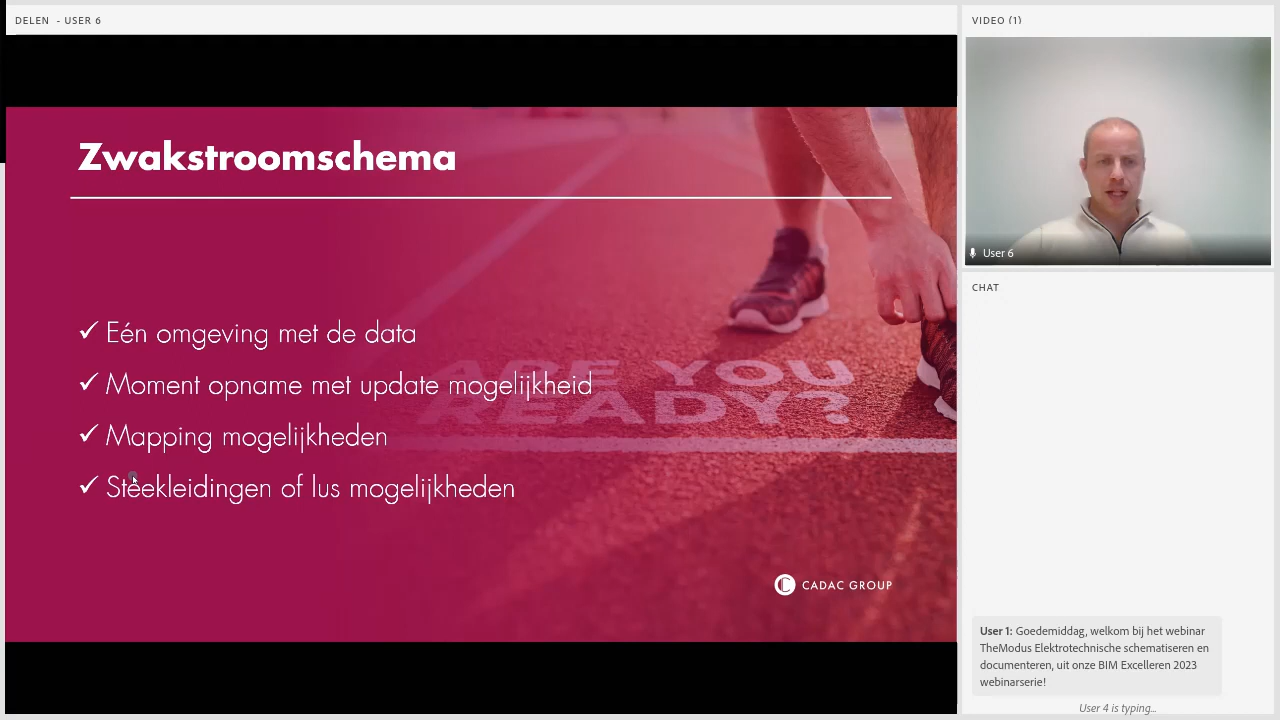 DELEN - USER 6
Zwakstroomschema
Eén omgeving met de data
Moment opname met update mogelijkheid
Mapping mogelijkheden
Steekleidingen of lus mogelijkheden
ARE YOU
READY?
CADAC GROUP
VIDEO (1)
User 6
CHAT
User 1: Goedemiddag, welkom bij het webinar
TheModus Elektrotechnische schematiseren en
documenteren, uit onze BIM Excelleren 2023
webinarserie!
User 4 is typing...